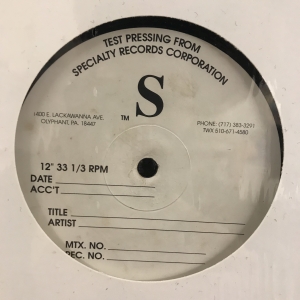 TEST PRESSING FROM
SPECIALTY RECORDS CORPORATION
S
TM
1400 E. LACKAWANNA AVE.
OLYPHANT, PA. 18447
PHONE: (717) 383-3291
TWX 510-671-4580
12" 33 1/3 RPM
DATE
ACC'T
TITLE
ARTIST
MTX. NO.
REC. NO.